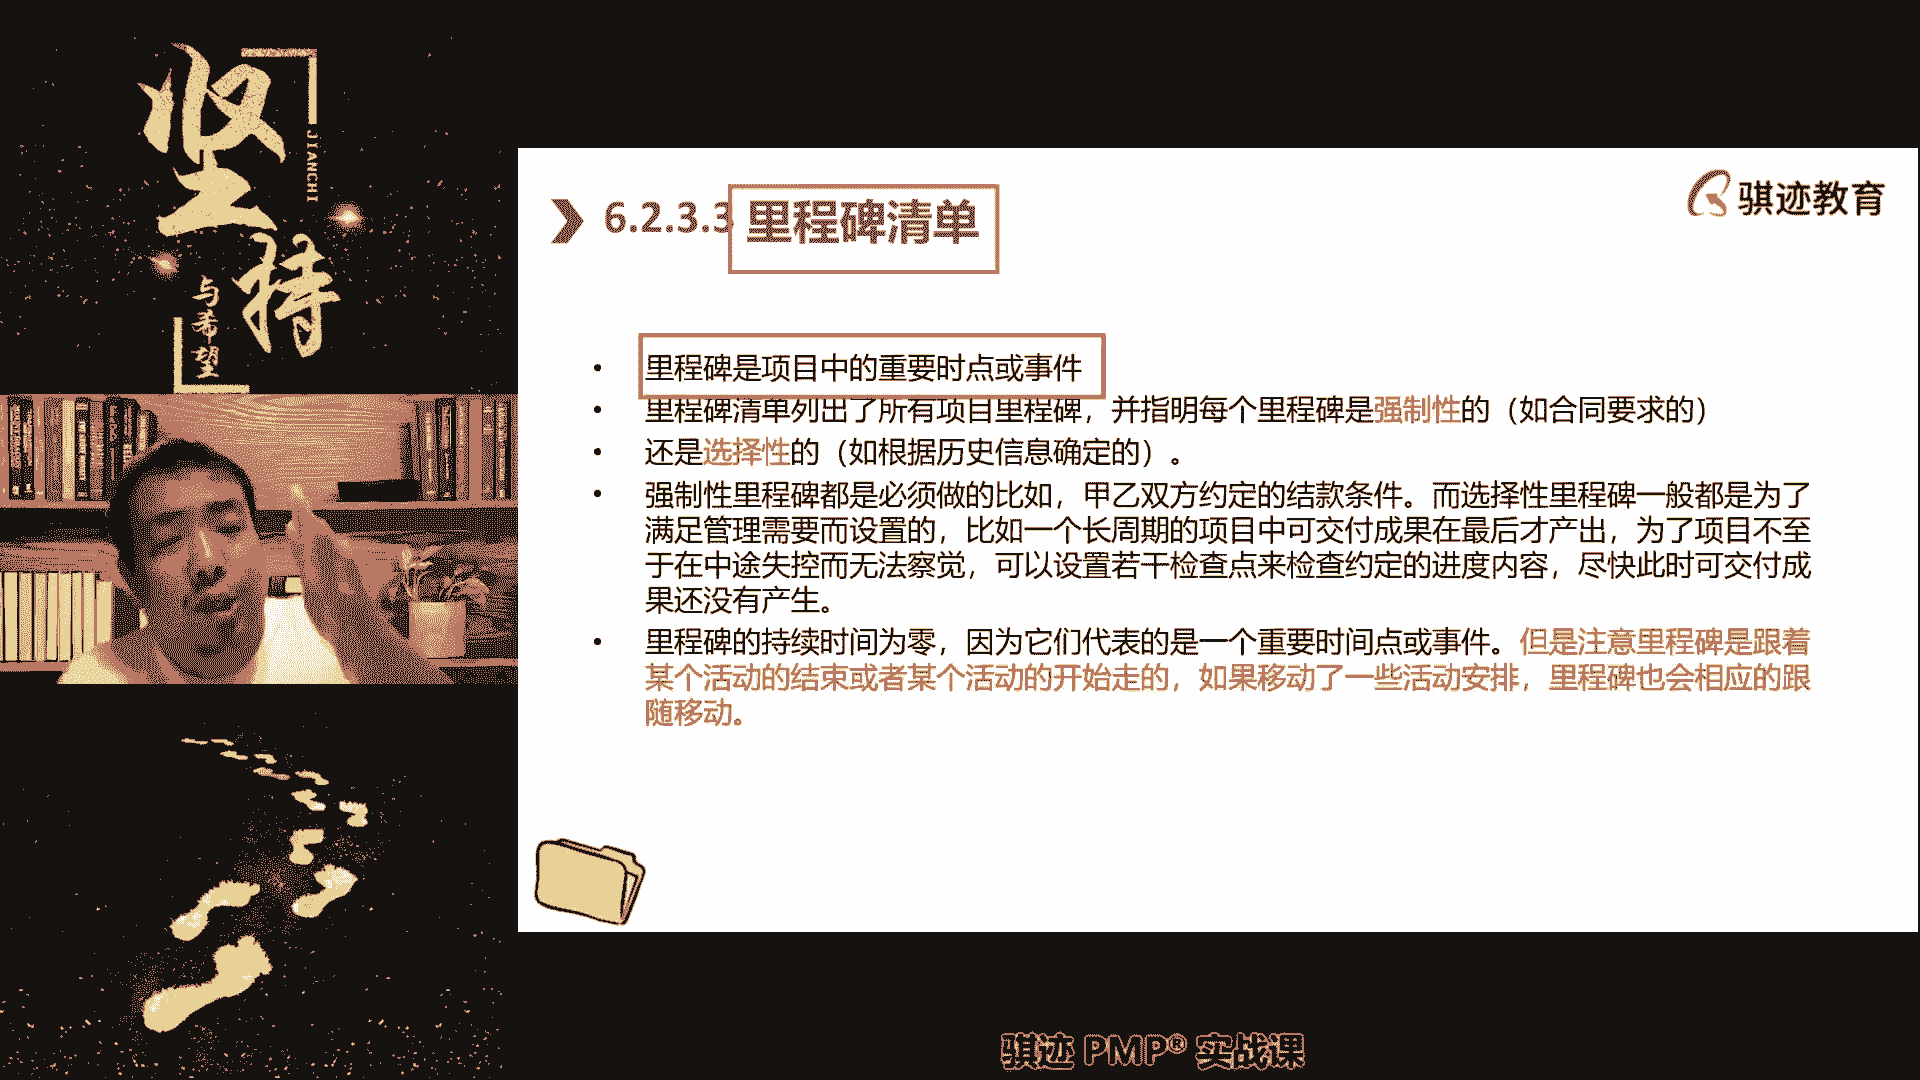 坚持
JIANCHI
与希望
骐迹教育
6.2.3.3 里程碑清单
• 里程碑是项目中的重要时点或事件
• 里程碑清单列出了所有项目里程碑，并指明每个里程碑是强制性的（如合同要求的）
• 还是选择性的（如根据历史信息确定的）。
• 强制性里程碑都是必须做的比如，甲乙双方约定的结款条件。而选择性里程碑一般都是为了
满足管理需要而设置的，比如一个长周期的项目中可交付成果在最后才产出，为了项目不至
于在中途失控而无法察觉，可以设置若干检查点来检查约定的进度内容，尽快此时可交付成
果还没有产生。
• 里程碑的持续时间为零，因为它们代表的是一个重要时间点或事件。但是注意里程碑是跟着
某个活动的结束或者某个活动的开始走的，如果移动了一些活动安排，里程碑也会相应的跟
随移动。
骐迹 PMP® 实战课